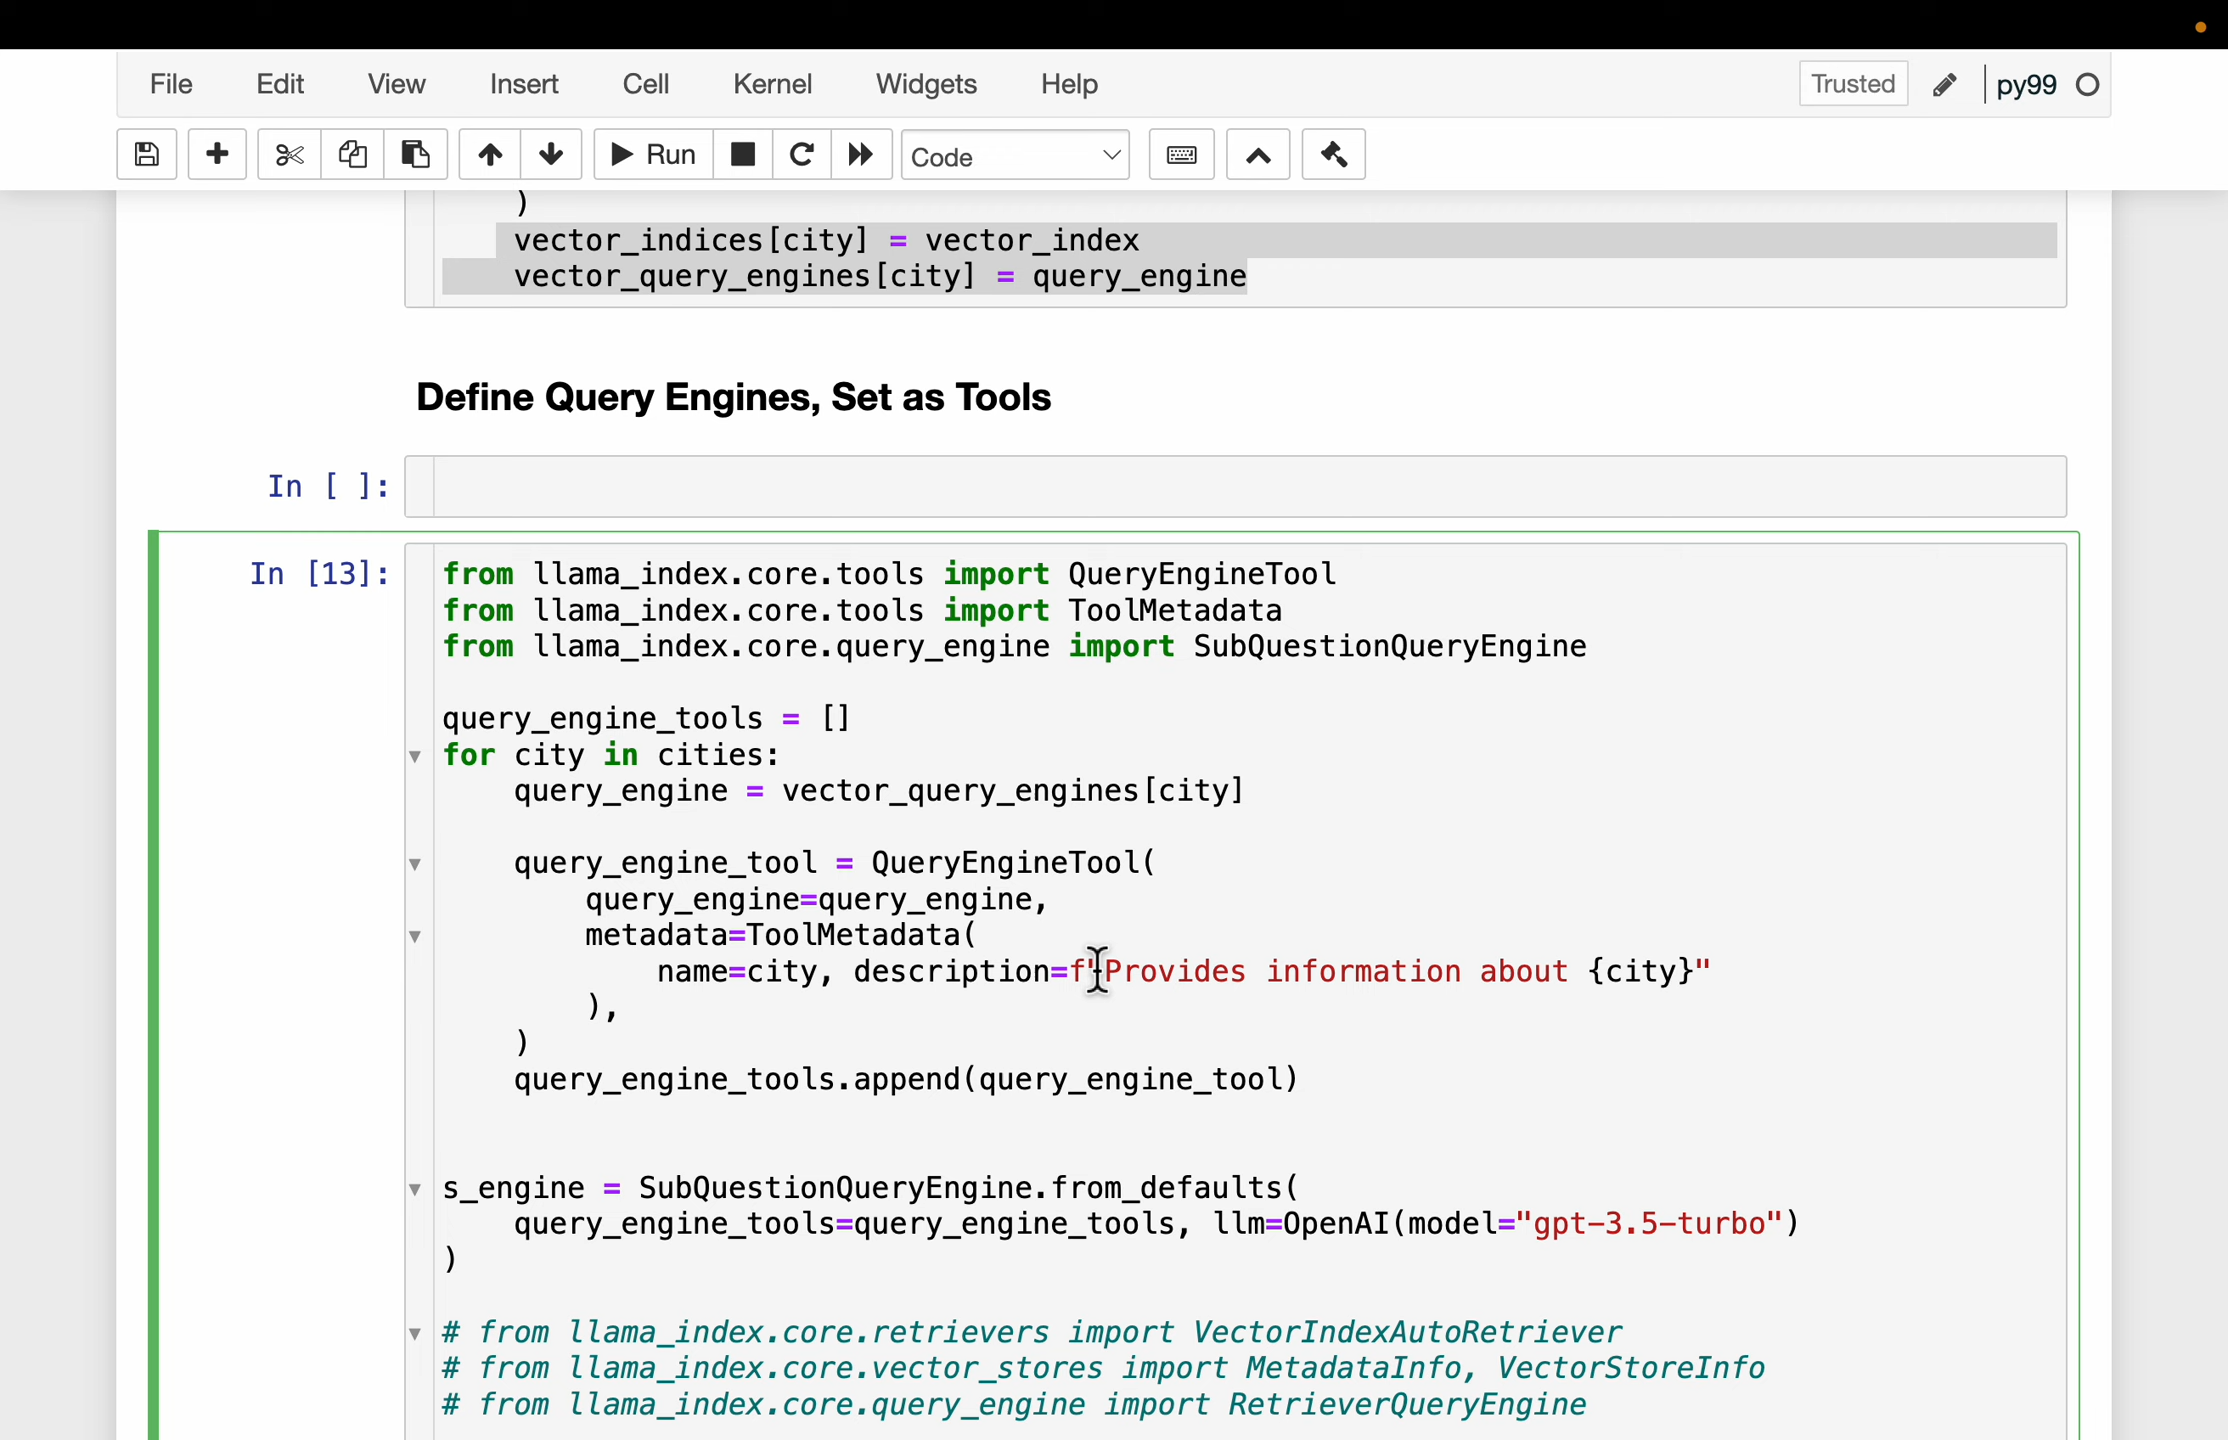 File Edit View Insert Cell Kernel Widgets Help Trusted py99
Run Code
)
vector_indices[city] = vector_index
vector_query_engines[city] = query_engine
Define Query Engines, Set as Tools
In [ ]:
In [13]:
from llama_index.core.tools import QueryEngineTool
from llama_index.core.tools import ToolMetadata
from llama_index.core.query_engine import SubQuestionQueryEngine
query_engine_tools = []
for city in cities:
    query_engine = vector_query_engines[city]
    query_engine_tool = QueryEngineTool(
        query_engine=query_engine,
        metadata=ToolMetadata(
            name=city, description=f"Provides information about {city}"
        ),
    )
    query_engine_tools.append(query_engine_tool)
s_engine = SubQuestionQueryEngine.from_defaults(
    query_engine_tools=query_engine_tools, llm=OpenAI(model="gpt-3.5-turbo")
)
# from llama_index.core.retrievers import VectorIndexAutoRetriever
# from llama_index.core.vector_stores import MetadataInfo, VectorStoreInfo
# from llama_index.core.query_engine import RetrieverQueryEngine